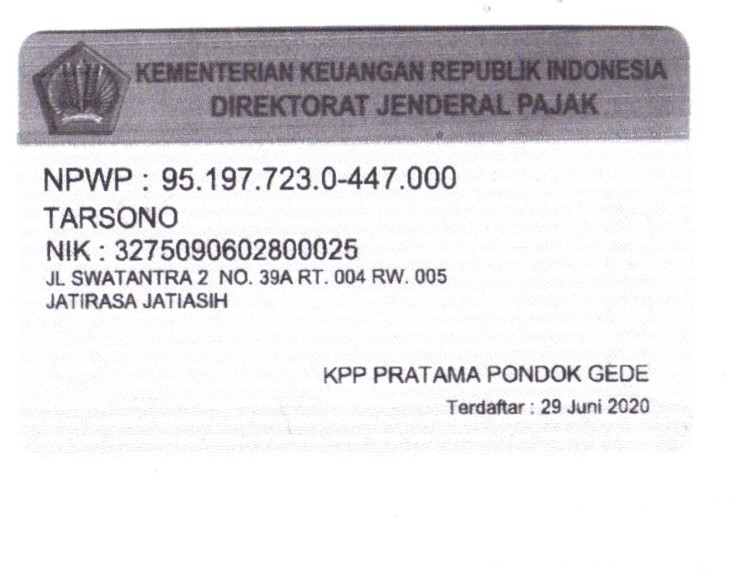 KEMENTERIAN KEUANGAN REPUBLIK INDONESIA
DIREKTORAT JENDERAL PAJAK
NPWP : 95.197.723.0-447.000
TARSONO
NIK : 3275090602800025
JL SWATANTRA 2 NO. 39A RT. 004 RW. 005
JATIRASA JATIASIH
KPP PRATAMA PONDOK GEDE
Terdaftar : 29 Juni 2020